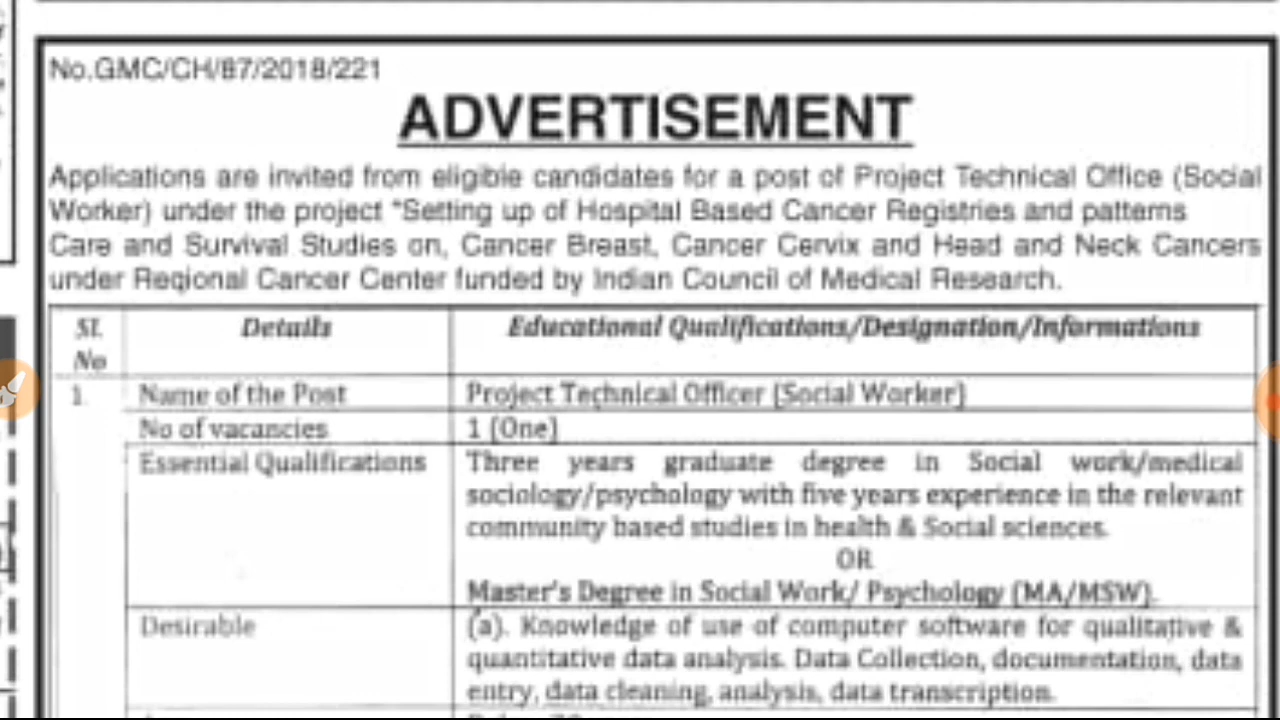 No.GMC/CH/87/2018/221
ADVERTISEMENT
Applications are invited from eligible candidates for a post of Project Technical Office (Social
Worker) under the project "Setting up of Hospital Based Cancer Registries and patterns
Care and Survival Studies on, Cancer Breast, Cancer Cervix and Head and Neck Cancers
under Regional Cancer Center funded by Indian Council of Medical Research.
Sl. No Details Educational Qualifications/Designation/Informations
1 Name of the Post Project Technical Officer (Social Worker)
No of vacancies 1 (One)
Essential Qualifications Three years graduate degree in Social work/medical
sociology/psychology with five years experience in the relevant
community based studies in health & Social sciences.
OR
Master's Degree in Social Work/ Psychology (MA/MSW).
Desirable (a). Knowledge of use of computer software for qualitative &
quantitative data analysis. Data Collection, documentation, data
entry, data cleaning, analysis, data transcription.